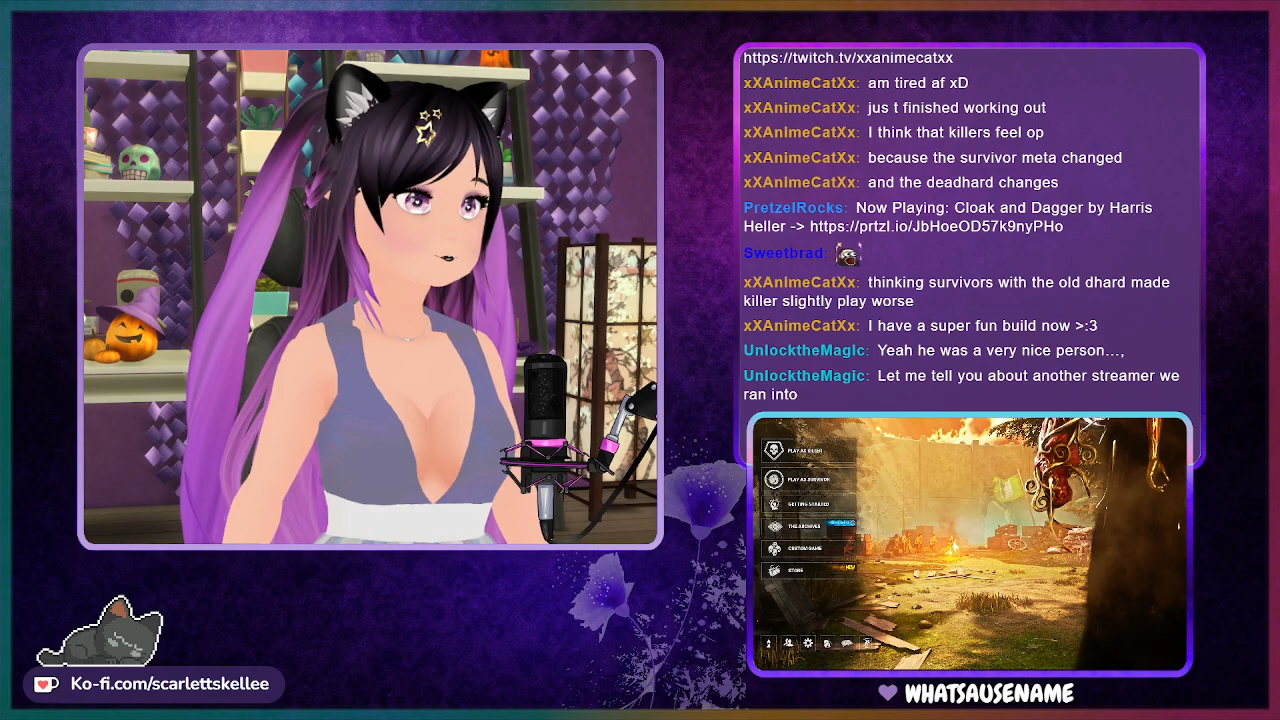 https://twitch.tv/xxanimecatxx
xXAnimeCatXx: am tired af xD
xXAnimeCatXx: jus t finished working out
xXAnimeCatXx: I think that killers feel op
xXAnimeCatXx: because the survivor meta changed
xXAnimeCatXx: and the deadhard changes
PretzelRocks: Now Playing: Cloak and Dagger by Harris
Heller -> https://prtzl.io/JbHoeOD57k9nyPHo
Sweetbrad:
xXAnimeCatXx: thinking survivors with the old dhard made
killer slightly play worse
xXAnimeCatXx: I have a super fun build now >:3
UnlocktheMagic: Yeah he was a very nice person...,
UnlocktheMagic: Let me tell you about another streamer we
ran into
PLAY AS KILLER
PLAY AS SURVIVOR
GETTING STARTED
THE ARCHIVES
CUSTOM GAME
STORE
NEW
Ko-fi.com/scarlettskellee
WHATSAUSENAME